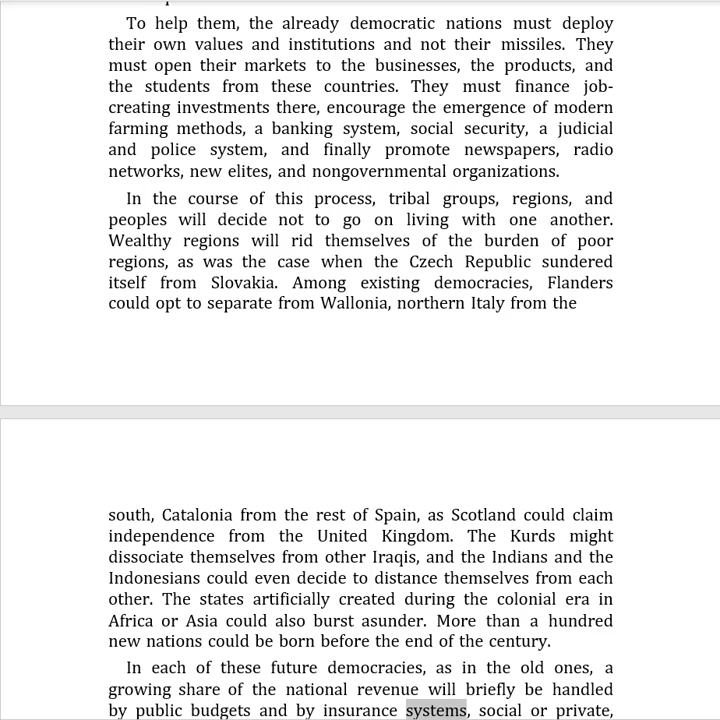 To help them, the already democratic nations must deploy
their own values and institutions and not their missiles. They
must open their markets to the businesses, the products, and
the students from these countries. They must finance job-
creating investments there, encourage the emergence of modern
farming methods, a banking system, social security, a judicial
and police system, and finally promote newspapers, radio
networks, new elites, and nongovernmental organizations.
In the course of this process, tribal groups, regions, and
peoples will decide not to go on living with one another.
Wealthy regions will rid themselves of the burden of poor
regions, as was the case when the Czech Republic sundered
itself from Slovakia. Among existing democracies, Flanders
could opt to separate from Wallonia, northern Italy from the
south, Catalonia from the rest of Spain, as Scotland could claim
independence from the United Kingdom. The Kurds might
dissociate themselves from other Iraqis, and the Indians and the
Indonesians could even decide to distance themselves from each
other. The states artificially created during the colonial era in
Africa or Asia could also burst asunder. More than a hundred
new nations could be born before the end of the century.
In each of these future democracies, as in the old ones, a
growing share of the national revenue will briefly be handled
by public budgets and by insurance systems, social or private,